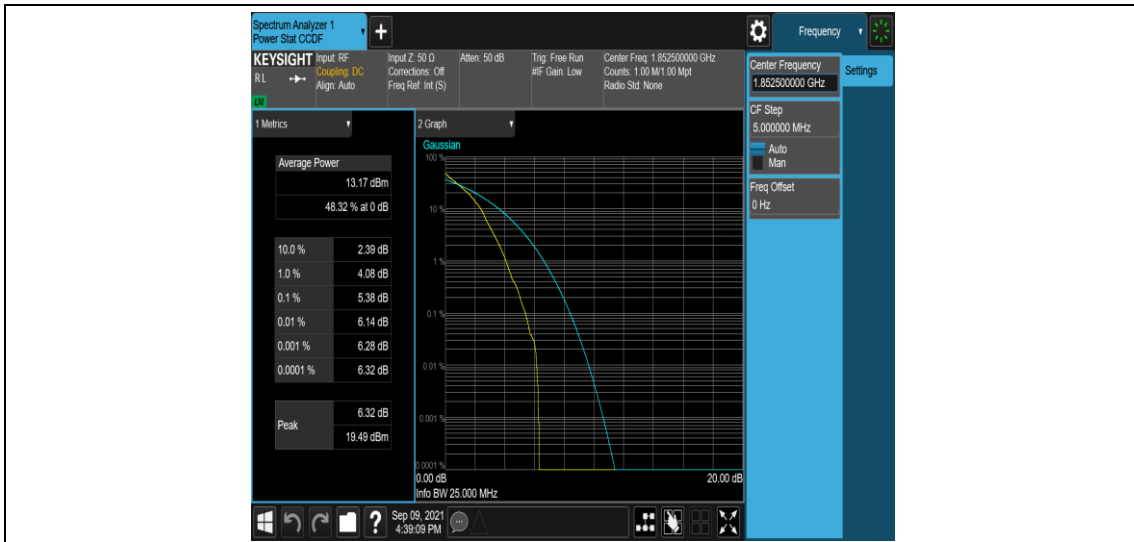 Spectrum Analyzer 1
Power Stat CCDF
+
Frequency
KEYSIGHT
RL
LXI
Input: RF
Coupling: DC
Align: Auto
Input Z: 50 Ω
Corrections: Off
Freq Ref: Int (S)
Atten: 50 dB
Trig: Free Run
#IF Gain: Low
Center Freq: 1.852500000 GHz
Counts: 1.00 M/1.00 Mpt
Radio Std: None
Center Frequency
1.852500000 GHz
Settings
CF Step
5.000000 MHz
Auto
Man
Freq Offset
0 Hz
1 Metrics
Average Power
13.17 dBm
48.32 % at 0 dB
10.0 % 2.39 dB
1.0 % 4.08 dB
0.1 % 5.38 dB
0.01 % 6.14 dB
0.001 % 6.28 dB
0.0001 % 6.32 dB
Peak
6.32 dB
19.49 dBm
2 Graph
Gaussian
100 %
10 %
1 %
0.1 %
0.01 %
0.001 %
0.0001 %
0.00 dB 20.00 dB
Info BW 25.000 MHz
?
Sep 09, 2021
4:39:09 PM